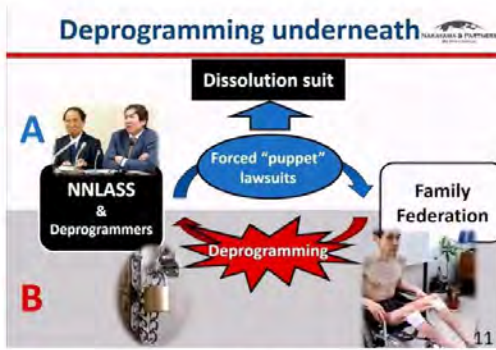 Deprogramming underneath
NAKAYAMA & PARTNERS
Dissolution suit
A
Forced "puppet"
lawsuits
NNLASS
&
Deprogrammers
Family
Federation
Deprogramming
B
11